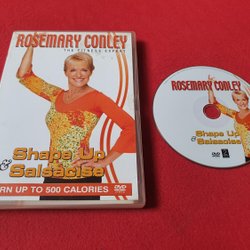 ROSEMARY CONLEY
THE FITNESS EXPERT
Shape Up
& Salsacise
RN UP TO 500 CALORIES
DVD
ROSEMARY CONLEY
Shape Up
& Salsacise